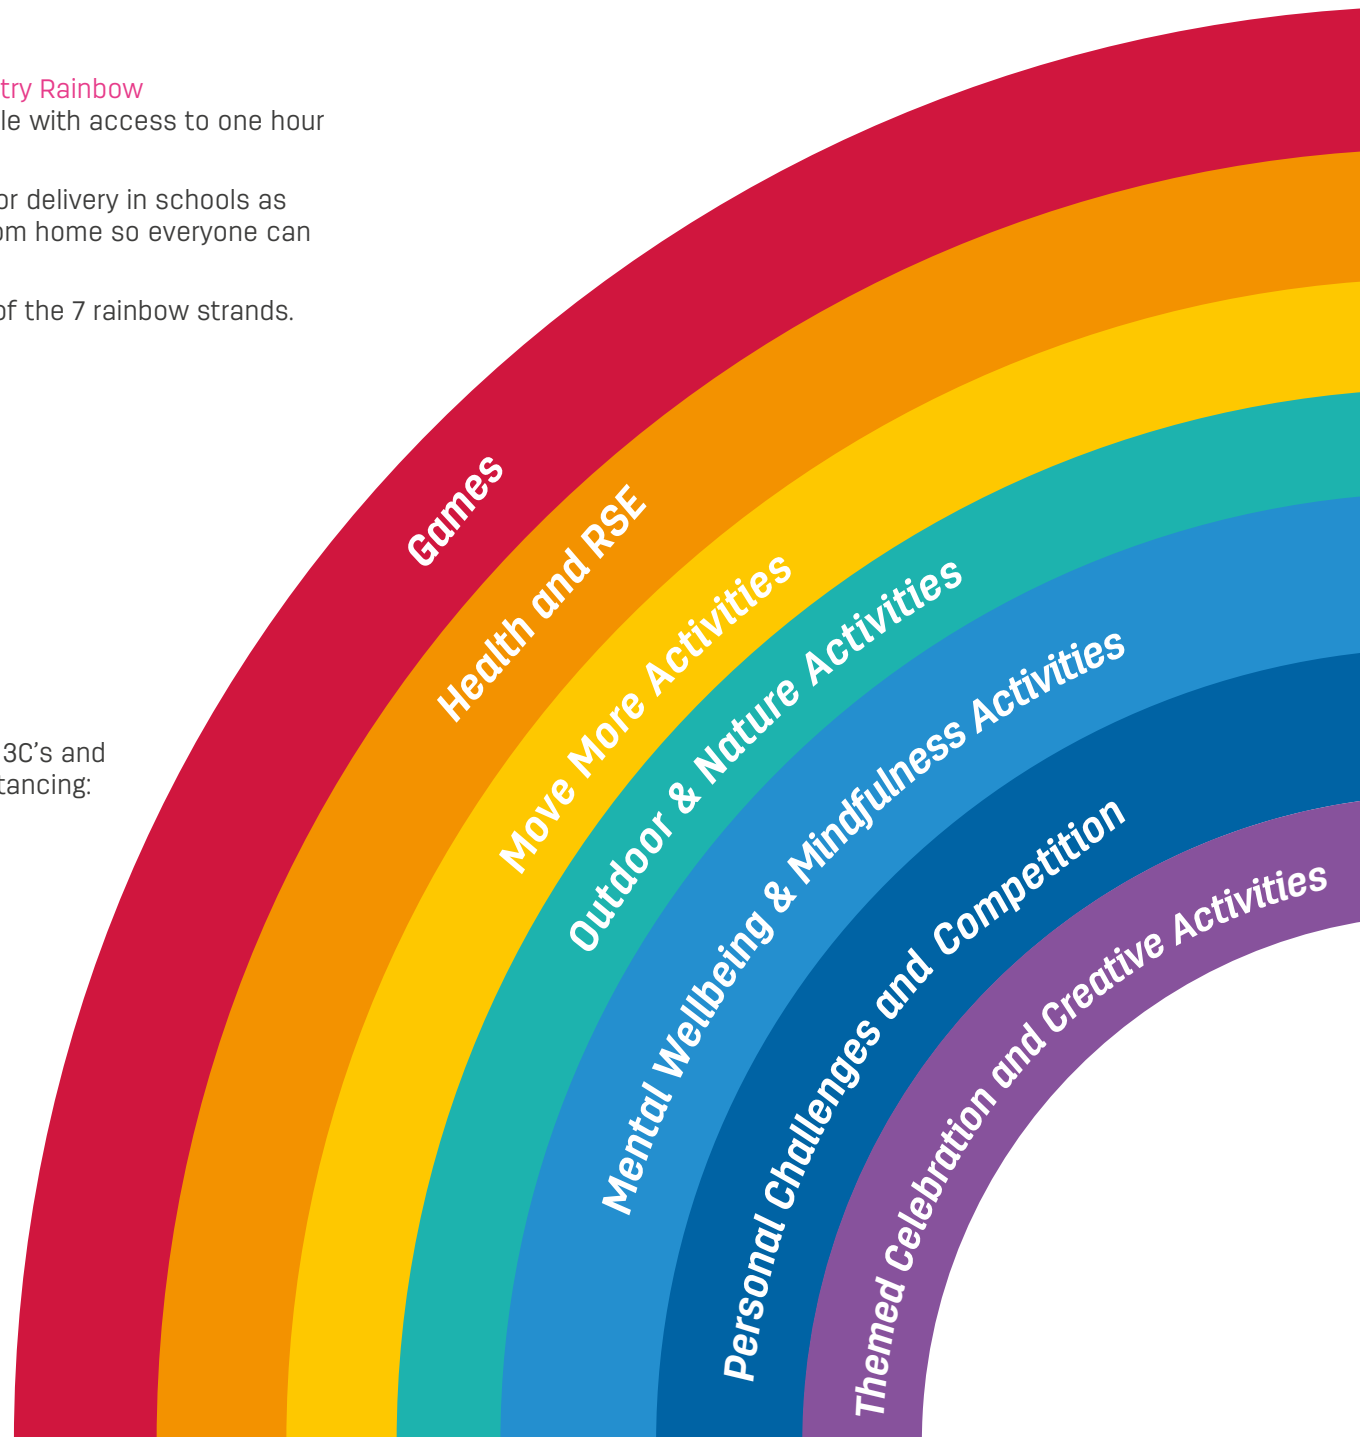 try Rainbow
le with access to one hour
or delivery in schools as
om home so everyone can
of the 7 rainbow strands.
3C’s and
tancing:
Games
Health and RSE
Move More Activities
Outdoor & Nature Activities
Mental Wellbeing & Mindfulness Activities
Personal Challenges and Competition
Themed Celebration and Creative Activities